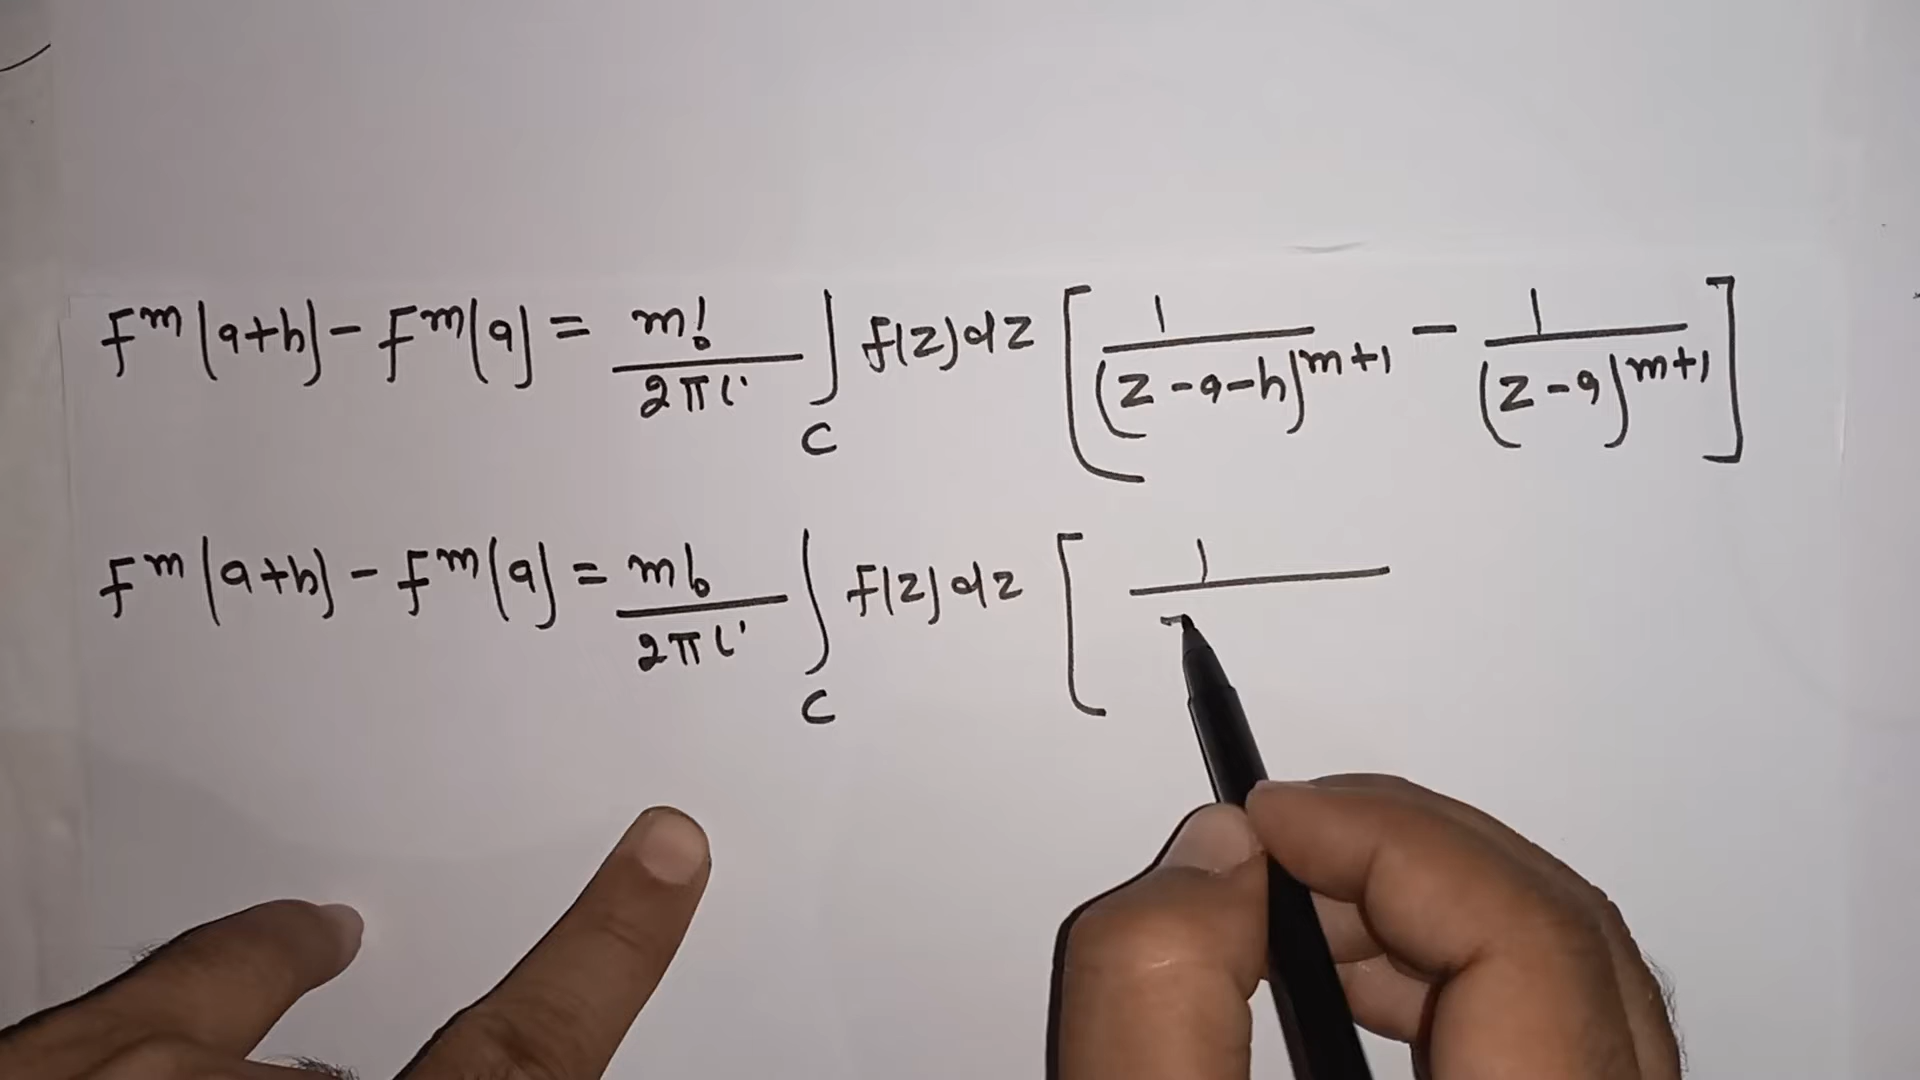 F^m(a+h) - F^m(a) = m!/2πi ∫_C f(z)dz [1/(z-a-h)^{m+1} - 1/(z-a)^{m+1}]
F^m(a+h) - F^m(a) = m!/2πi ∫_C f(z)dz [1/